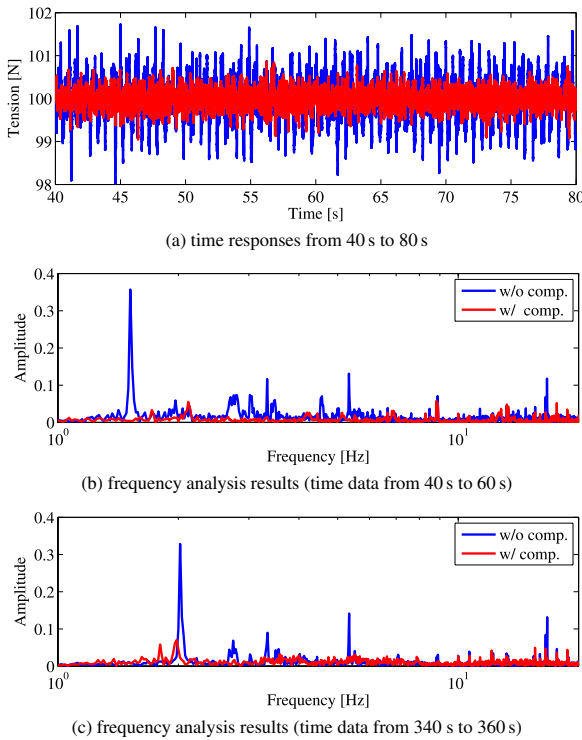 102
101
100
99
98
Tension [N]
40 45 50 55 60 65 70 75 80
Time [s]
(a) time responses from 40 s to 80 s
0.4
0.3
0.2
0.1
0
Amplitude
w/o comp.
w/ comp.
10^0 10^1
Frequency [Hz]
(b) frequency analysis results (time data from 40 s to 60 s)
0.4
0.3
0.2
0.1
0
Amplitude
w/o comp.
w/ comp.
10^0 10^1
Frequency [Hz]
(c) frequency analysis results (time data from 340 s to 360 s)